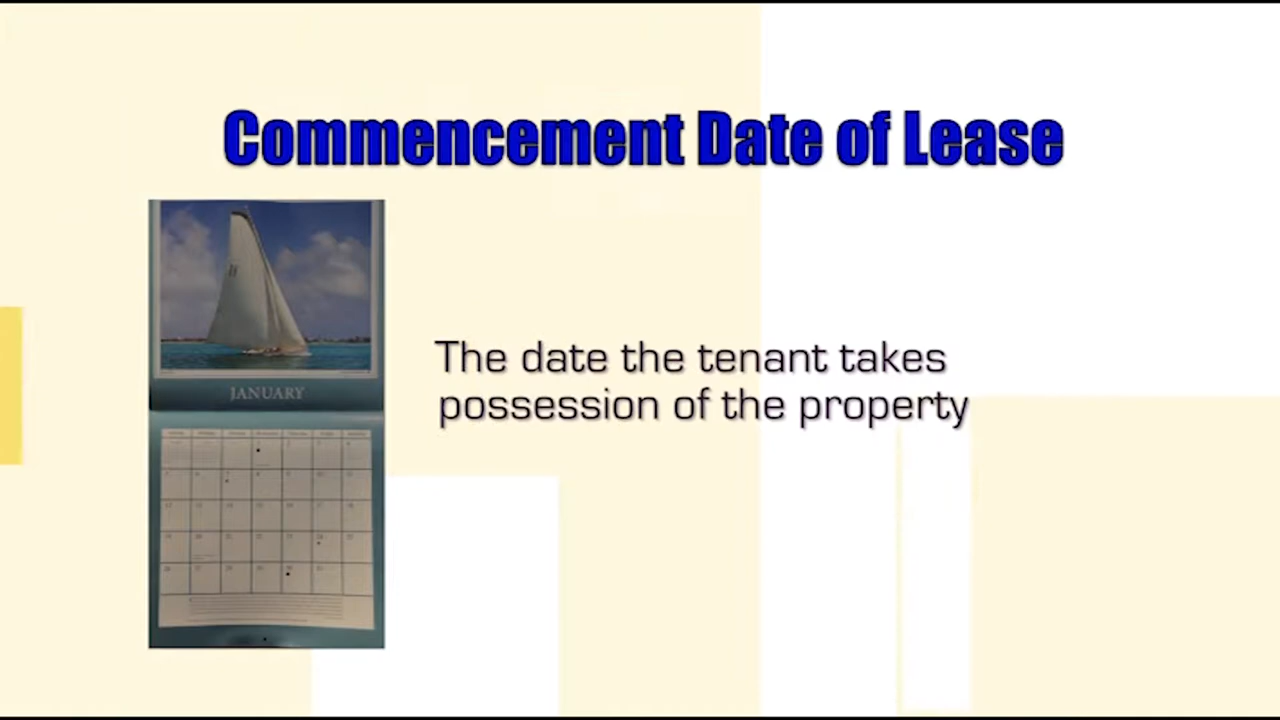 Commencement Date of Lease
The date the tenant takes
possession of the property
JANUARY